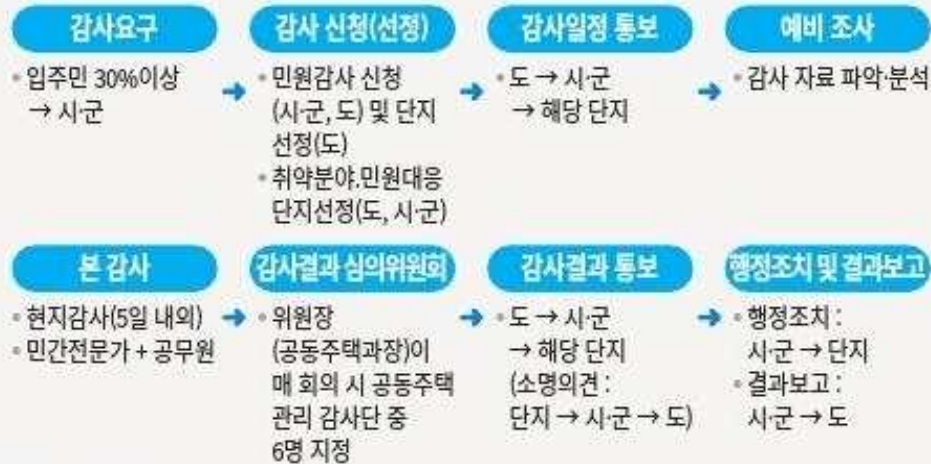 감사요구
• 입주민 30%이상
→ 시·군
감사 신청(선정)
• 민원감사 신청
(시·군, 도) 및 단지
선정(도)
• 취약분야.민원대응
단지선정(도, 시·군)
감사일정 통보
• 도 → 시·군
→ 해당 단지
예비 조사
• 감사 자료 파악·분석
본 감사
• 현지감사(5일 내외)
• 민간전문가 + 공무원
감사결과 심의위원회
• 위원장
(공동주택과장)이
매 회의 시 공동주택
관리 감사단 중
6명 지정
감사결과 통보
• 도 → 시·군
→ 해당 단지
(소명의견 :
단지 → 시·군 → 도)
행정조치 및 결과보고
• 행정조치 :
시·군 → 단지
• 결과보고 :
시·군 → 도